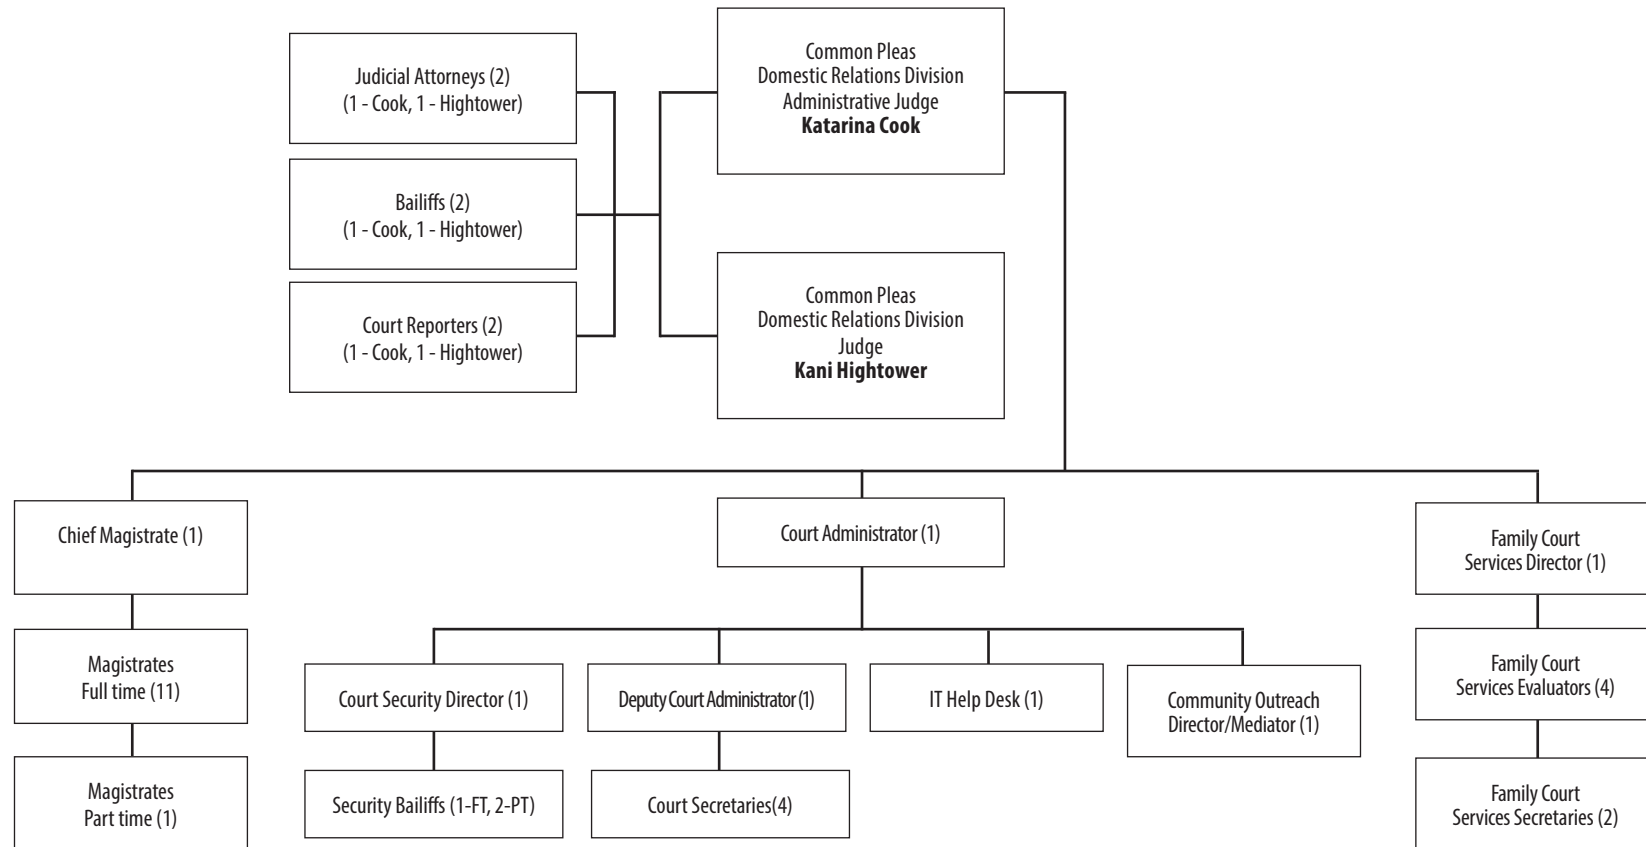 Judicial Attorneys (2)
(1 - Cook, 1 - Hightower)
Common Pleas
Domestic Relations Division
Administrative Judge
Katarina Cook
Bailiffs (2)
(1 - Cook, 1 - Hightower)
Court Reporters (2)
(1 - Cook, 1 - Hightower)
Common Pleas
Domestic Relations Division
Judge
Kani Hightower
Chief Magistrate (1)
Court Administrator (1)
Family Court
Services Director (1)
Magistrates
Full time (11)
Court Security Director (1)
Deputy Court Administrator (1)
IT Help Desk (1)
Community Outreach
Director/Mediator (1)
Family Court
Services Evaluators (4)
Magistrates
Part time (1)
Security Bailiffs (1-FT, 2-PT)
Court Secretaries(4)
Family Court
Services Secretaries (2)